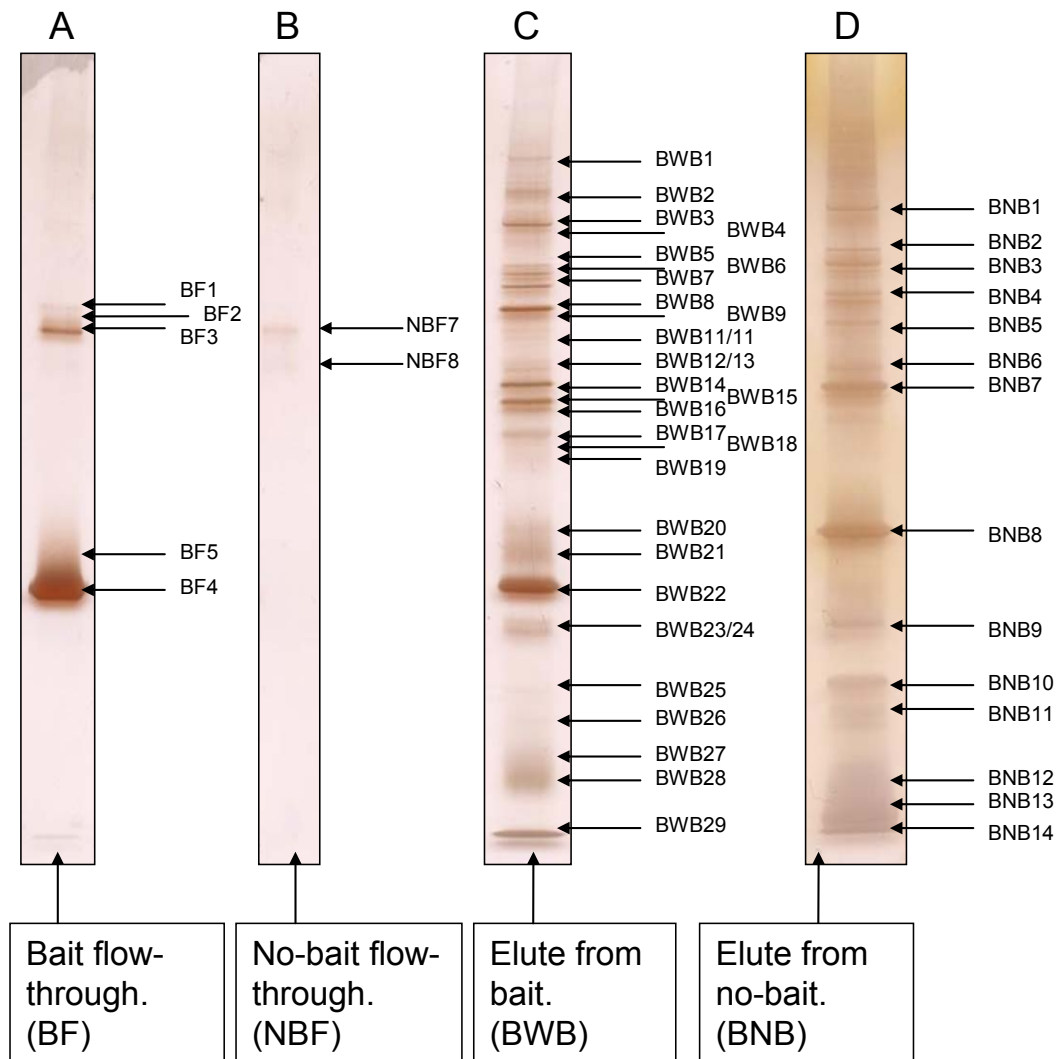 A
B
C
D
BF1
BF2
BF3
BF5
BF4
NBF7
NBF8
BWB1
BWB2
BWB3
BWB4
BWB5
BWB6
BWB7
BWB8
BWB9
BWB11/11
BWB12/13
BWB14
BWB15
BWB16
BWB17
BWB18
BWB19
BWB20
BWB21
BWB22
BWB23/24
BWB25
BWB26
BWB27
BWB28
BWB29
BNB1
BNB2
BNB3
BNB4
BNB5
BNB6
BNB7
BNB8
BNB9
BNB10
BNB11
BNB12
BNB13
BNB14
Bait flow-
through.
(BF)
No-bait flow-
through.
(NBF)
Elute from
bait.
(BWB)
Elute from
no-bait.
(BNB)